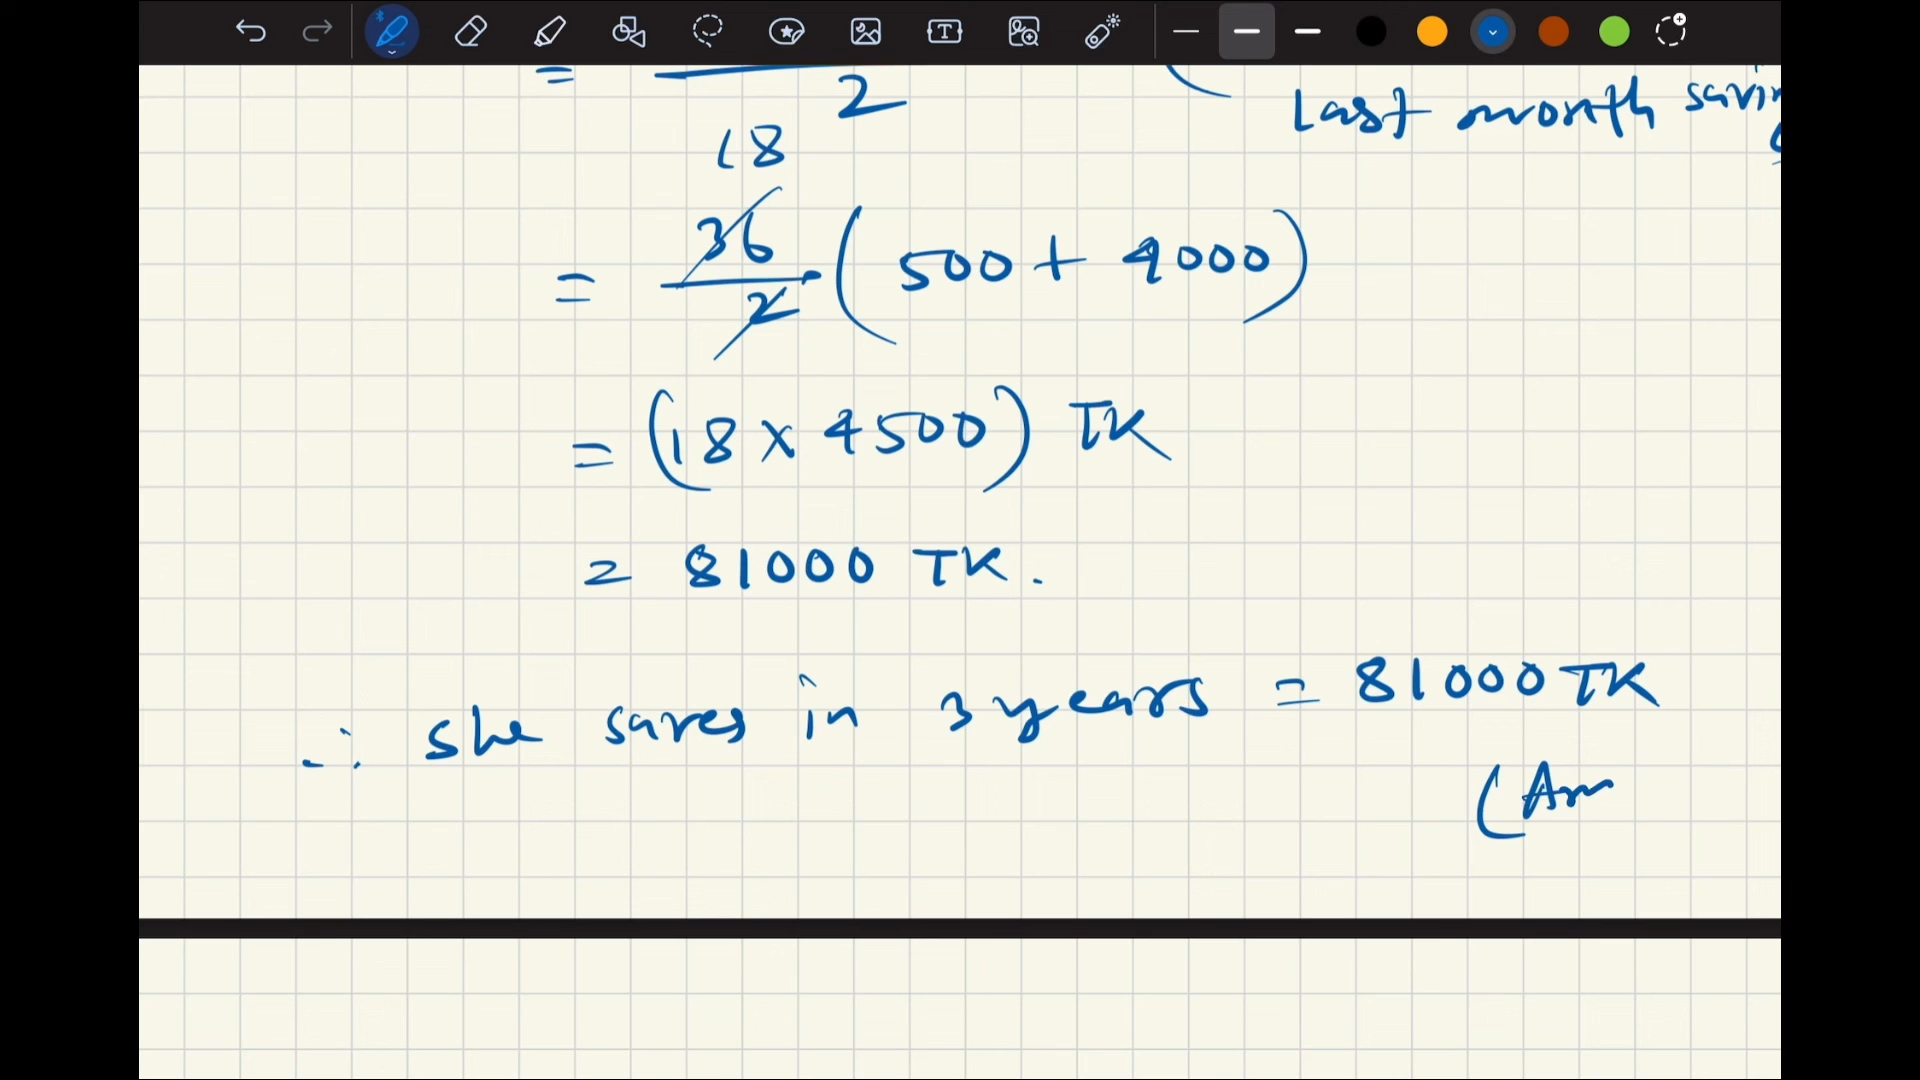 = 2
Last month
18
= 36/2 (500 + 4000)
= (18 × 4500) TK
= 81000 TK.
∴ she saves in 3 years = 81000 TK
(Ans